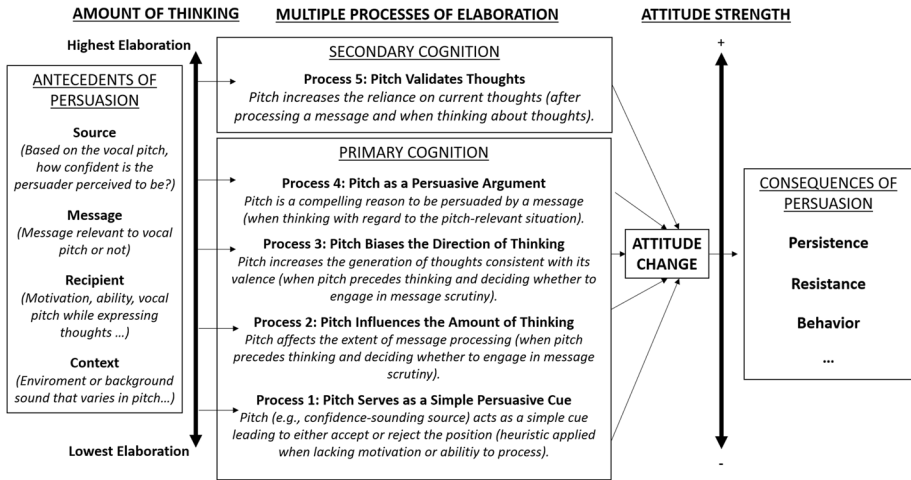 AMOUNT OF THINKING
MULTIPLE PROCESSES OF ELABORATION
ATTITUDE STRENGTH
Highest Elaboration
ANTECEDENTS OF
PERSUASION
Source
(Based on the vocal pitch,
how confident is the
persuader perceived to be?)
Message
(Message relevant to vocal
pitch or not)
Recipient
(Motivation, ability, vocal
pitch while expressing
thoughts ...)
Context
(Enviroment or background
sound that varies in pitch...)
Lowest Elaboration
SECONDARY COGNITION
Process 5: Pitch Validates Thoughts
Pitch increases the reliance on current thoughts (after
processing a message and when thinking about thoughts).
PRIMARY COGNITION
Process 4: Pitch as a Persuasive Argument
Pitch is a compelling reason to be persuaded by a message
(when thinking with regard to the pitch-relevant situation).
Process 3: Pitch Biases the Direction of Thinking
Pitch increases the generation of thoughts consistent with its
valence (when pitch precedes thinking and deciding whether to
engage in message scrutiny).
Process 2: Pitch Influences the Amount of Thinking
Pitch affects the extent of message processing (when pitch
precedes thinking and deciding whether to engage in message
scrutiny).
Process 1: Pitch Serves as a Simple Persuasive Cue
Pitch (e.g., confidence-sounding source) acts as a simple cue
leading to either accept or reject the position (heuristic applied
when lacking motivation or abilitiy to process).
ATTITUDE
CHANGE
+
-
CONSEQUENCES OF
PERSUASION
Persistence
Resistance
Behavior
...